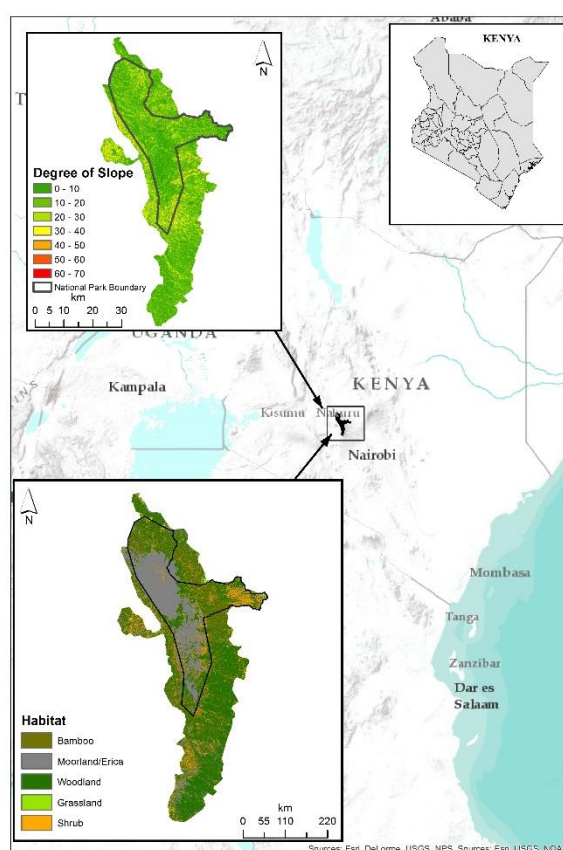 Ababa
KENYA
N
Degree of Slope
0 - 10
10 - 20
20 - 30
30 - 40
40 - 50
50 - 60
60 - 70
National Park Boundary
km
0 5 10 20 30
UGANDA
Kampala
KENYA
Kisumu Nakuru
Nairobi
N
Mombasa
Tanga
Zanzibar
Dar es
Salaam
Habitat
Bamboo
Moorland/Erica
Woodland
Grassland
Shrub
km
0 55 110 220
Sources: Esri, DeLorme, USGS, NPS, Sources: Esri, USGS, NOA